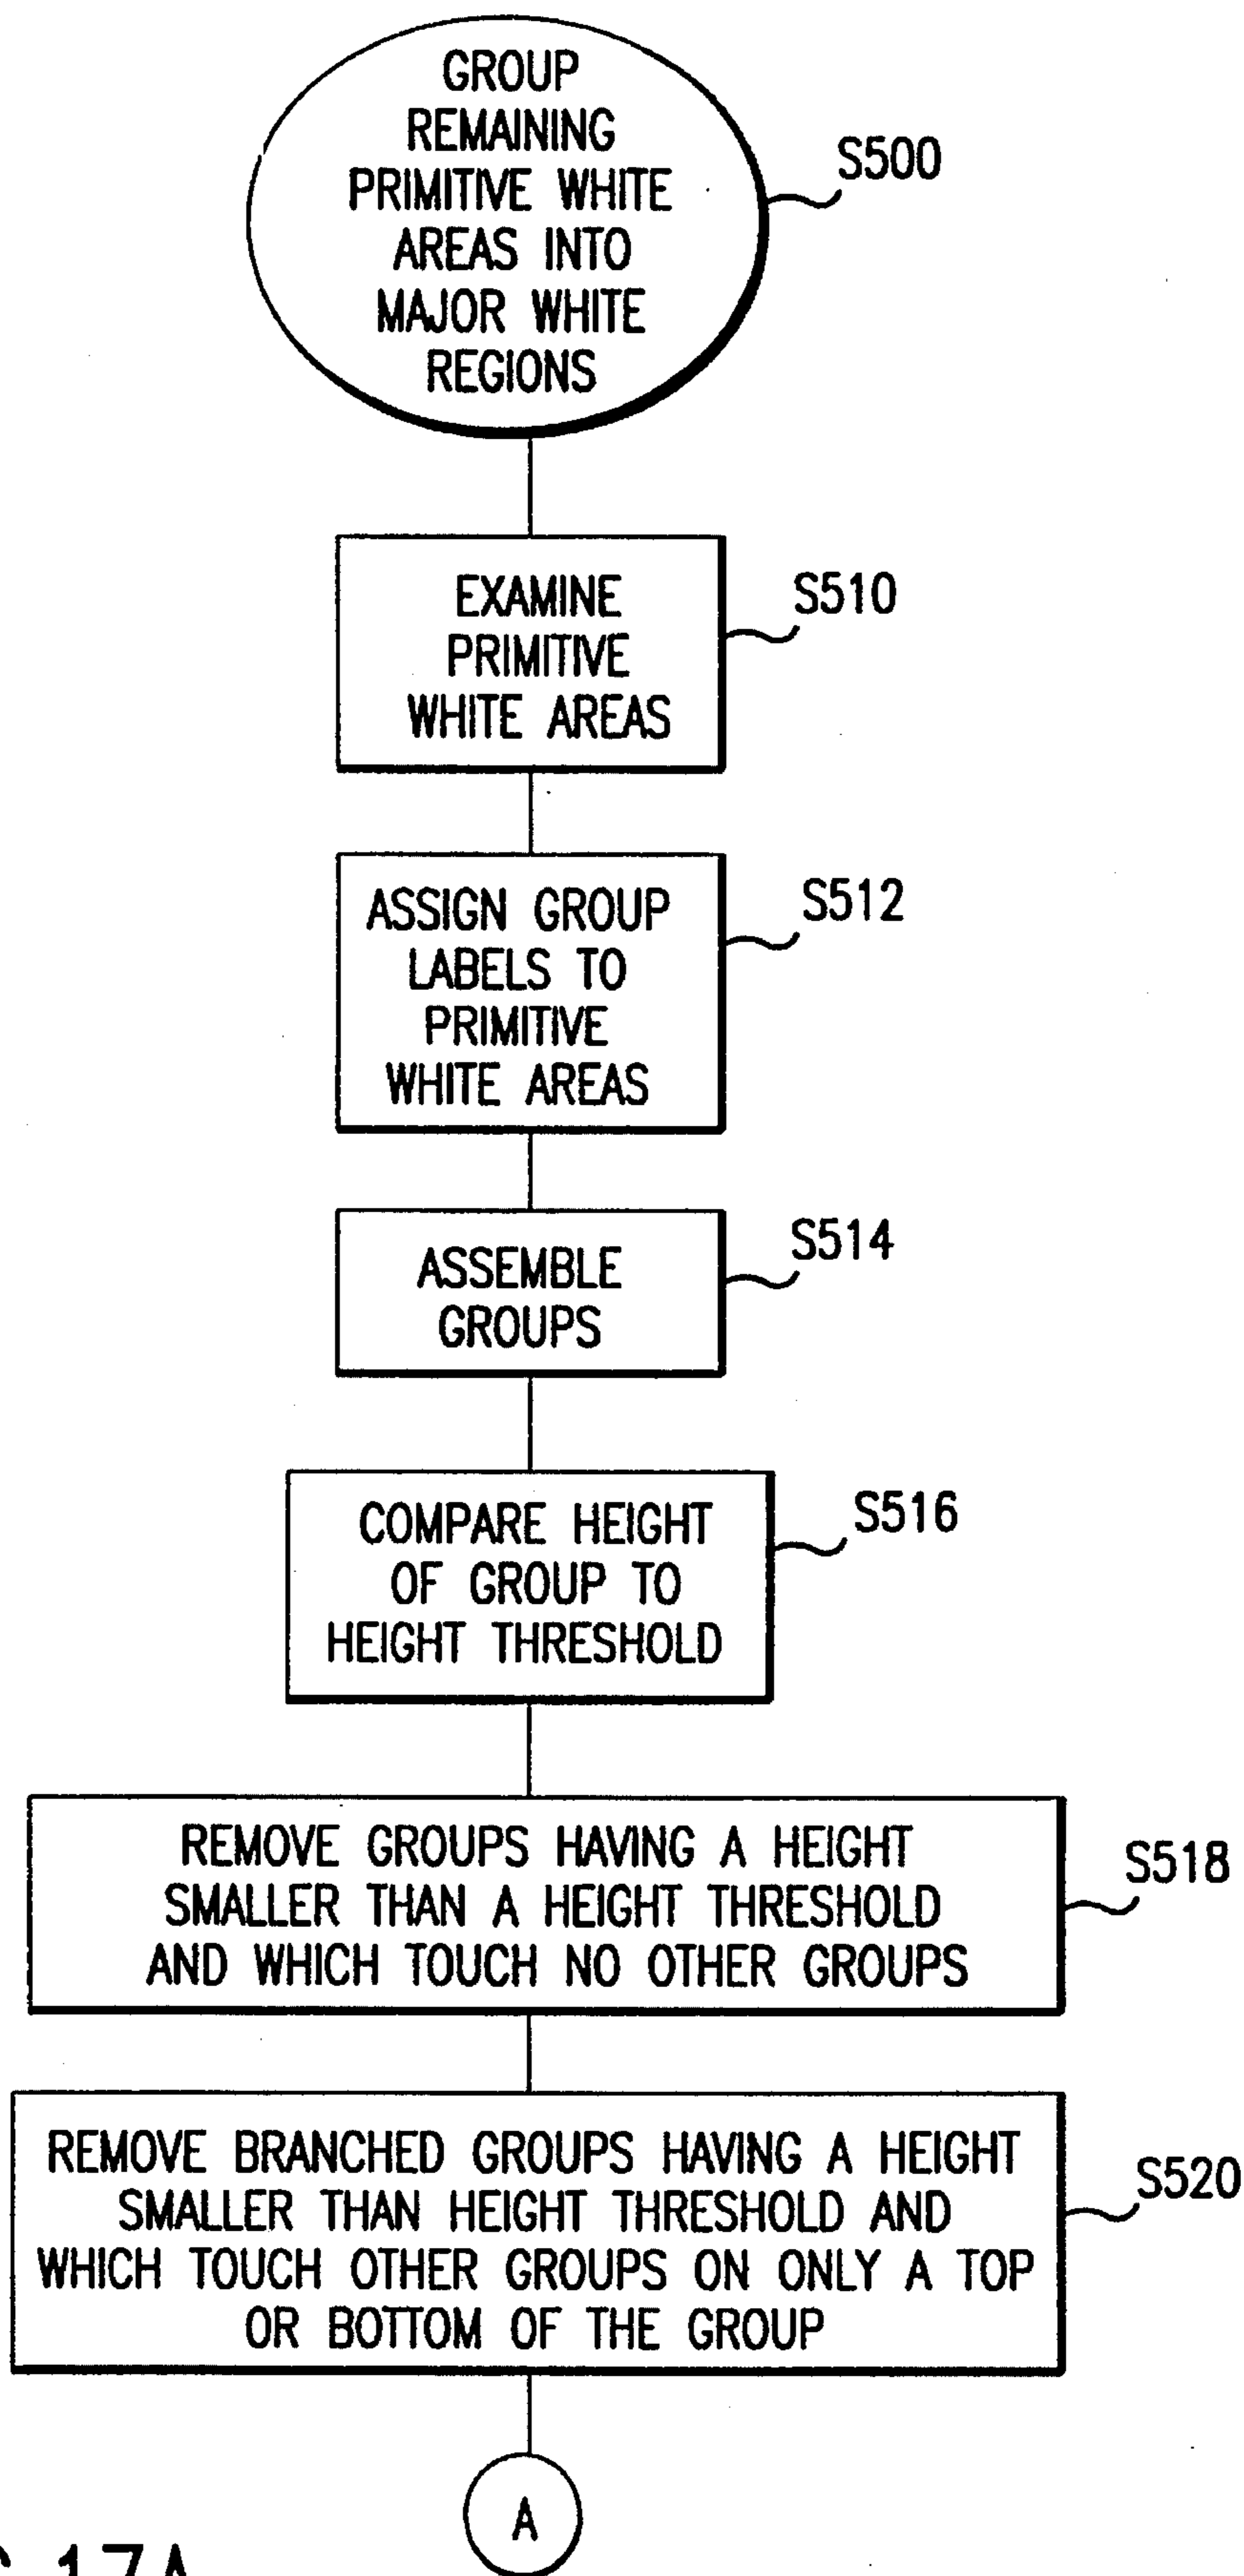 GROUP
REMAINING
PRIMITIVE WHITE
AREAS INTO
MAJOR WHITE
REGIONS
S500
EXAMINE
PRIMITIVE
WHITE AREAS
S510
ASSIGN GROUP
LABELS TO
PRIMITIVE
WHITE AREAS
S512
ASSEMBLE
GROUPS
S514
COMPARE HEIGHT
OF GROUP TO
HEIGHT THRESHOLD
S516
REMOVE GROUPS HAVING A HEIGHT
SMALLER THAN A HEIGHT THRESHOLD
AND WHICH TOUCH NO OTHER GROUPS
S518
REMOVE BRANCHED GROUPS HAVING A HEIGHT
SMALLER THAN HEIGHT THRESHOLD AND
WHICH TOUCH OTHER GROUPS ON ONLY A TOP
OR BOTTOM OF THE GROUP
S520
A
17A